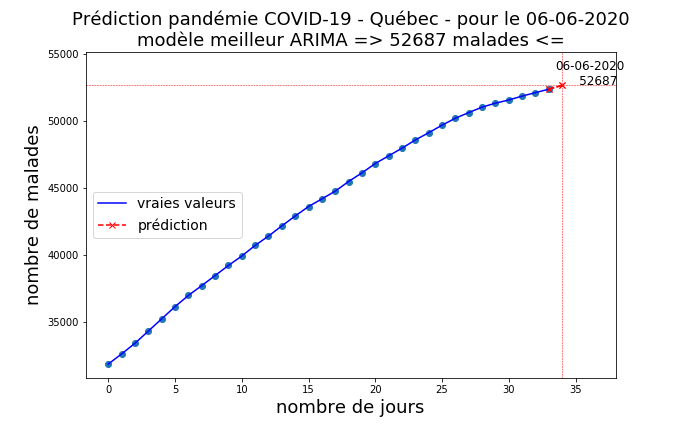 Prédiction pandémie COVID-19 - Québec - pour le 06-06-2020
modèle meilleur ARIMA => 52687 malades <=
55000
50000
45000
40000
35000
nombre de malades
06-06-2020
52687
vraies valeurs
prédiction
0 5 10 15 20 25 30 35
nombre de jours